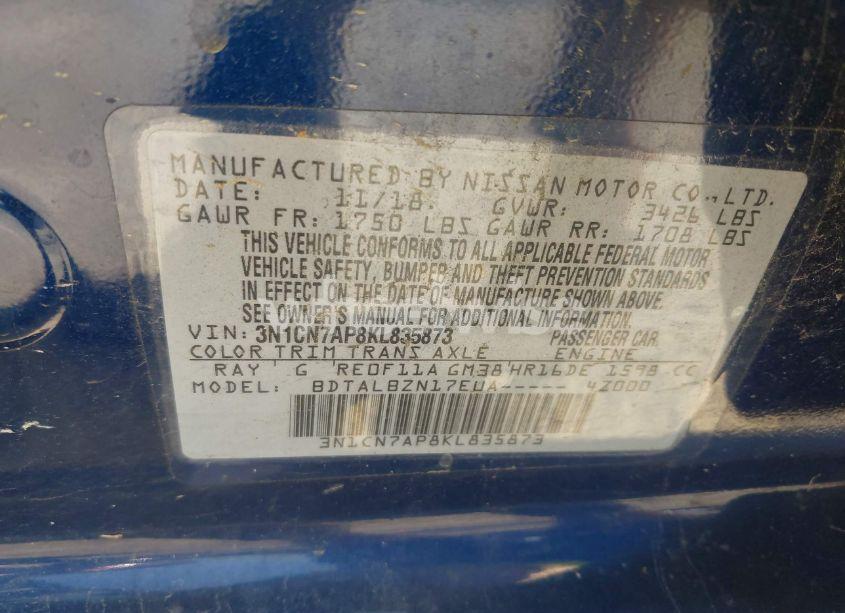 MANUFACTURED BY NISSAN MOTOR CO., LTD.
DATE: 11/18 GVWR: 3426 LBS
GAWR FR: 1750 LBS GAWR RR: 1708 LBS
THIS VEHICLE CONFORMS TO ALL APPLICABLE FEDERAL MOTOR
VEHICLE SAFETY, BUMPER AND THEFT PREVENTION STANDARDS
IN EFFECT ON THE DATE OF MANUFACTURE SHOWN ABOVE.
SEE OWNER'S MANUAL FOR ADDITIONAL INFORMATION.
VIN: 3N1CN7AP8KL835873 PASSENGER CAR
COLOR TRIM TRANS AXLE ENGINE
RAY G RE0F11A GM38 HR16DE 1598 CC
MODEL: BDTALBZN17EUA----- 4Z000
3N1CN7AP8KL835873